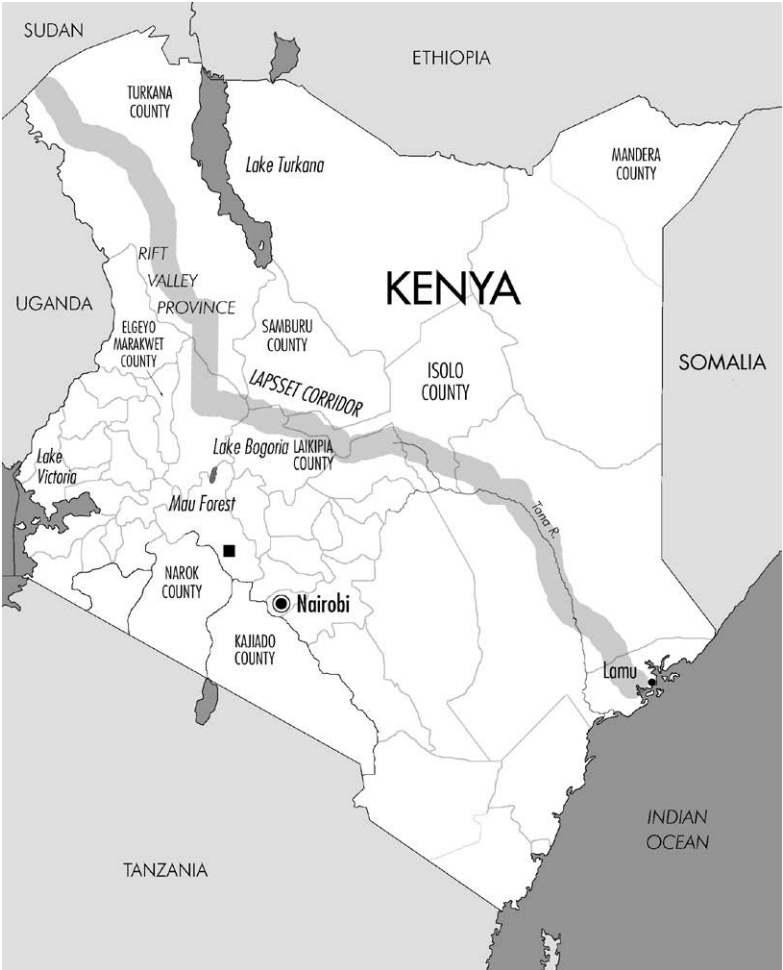 SUDAN
ETHIOPIA
TURKANA
COUNTY
MANDERA
COUNTY
Lake Turkana
RIFT
VALLEY
PROVINCE
KENYA
UGANDA
ELGEYO
MARAKWET
COUNTY
SAMBURU
COUNTY
ISOLO
COUNTY
SOMALIA
LAPSSET CORRIDOR
Lake Bogoria
LAIKIPIA
COUNTY
Lake
Victoria
Mau Forest
Tana R.
NAROK
COUNTY
Nairobi
KAJIADO
COUNTY
Lamu
INDIAN
OCEAN
TANZANIA